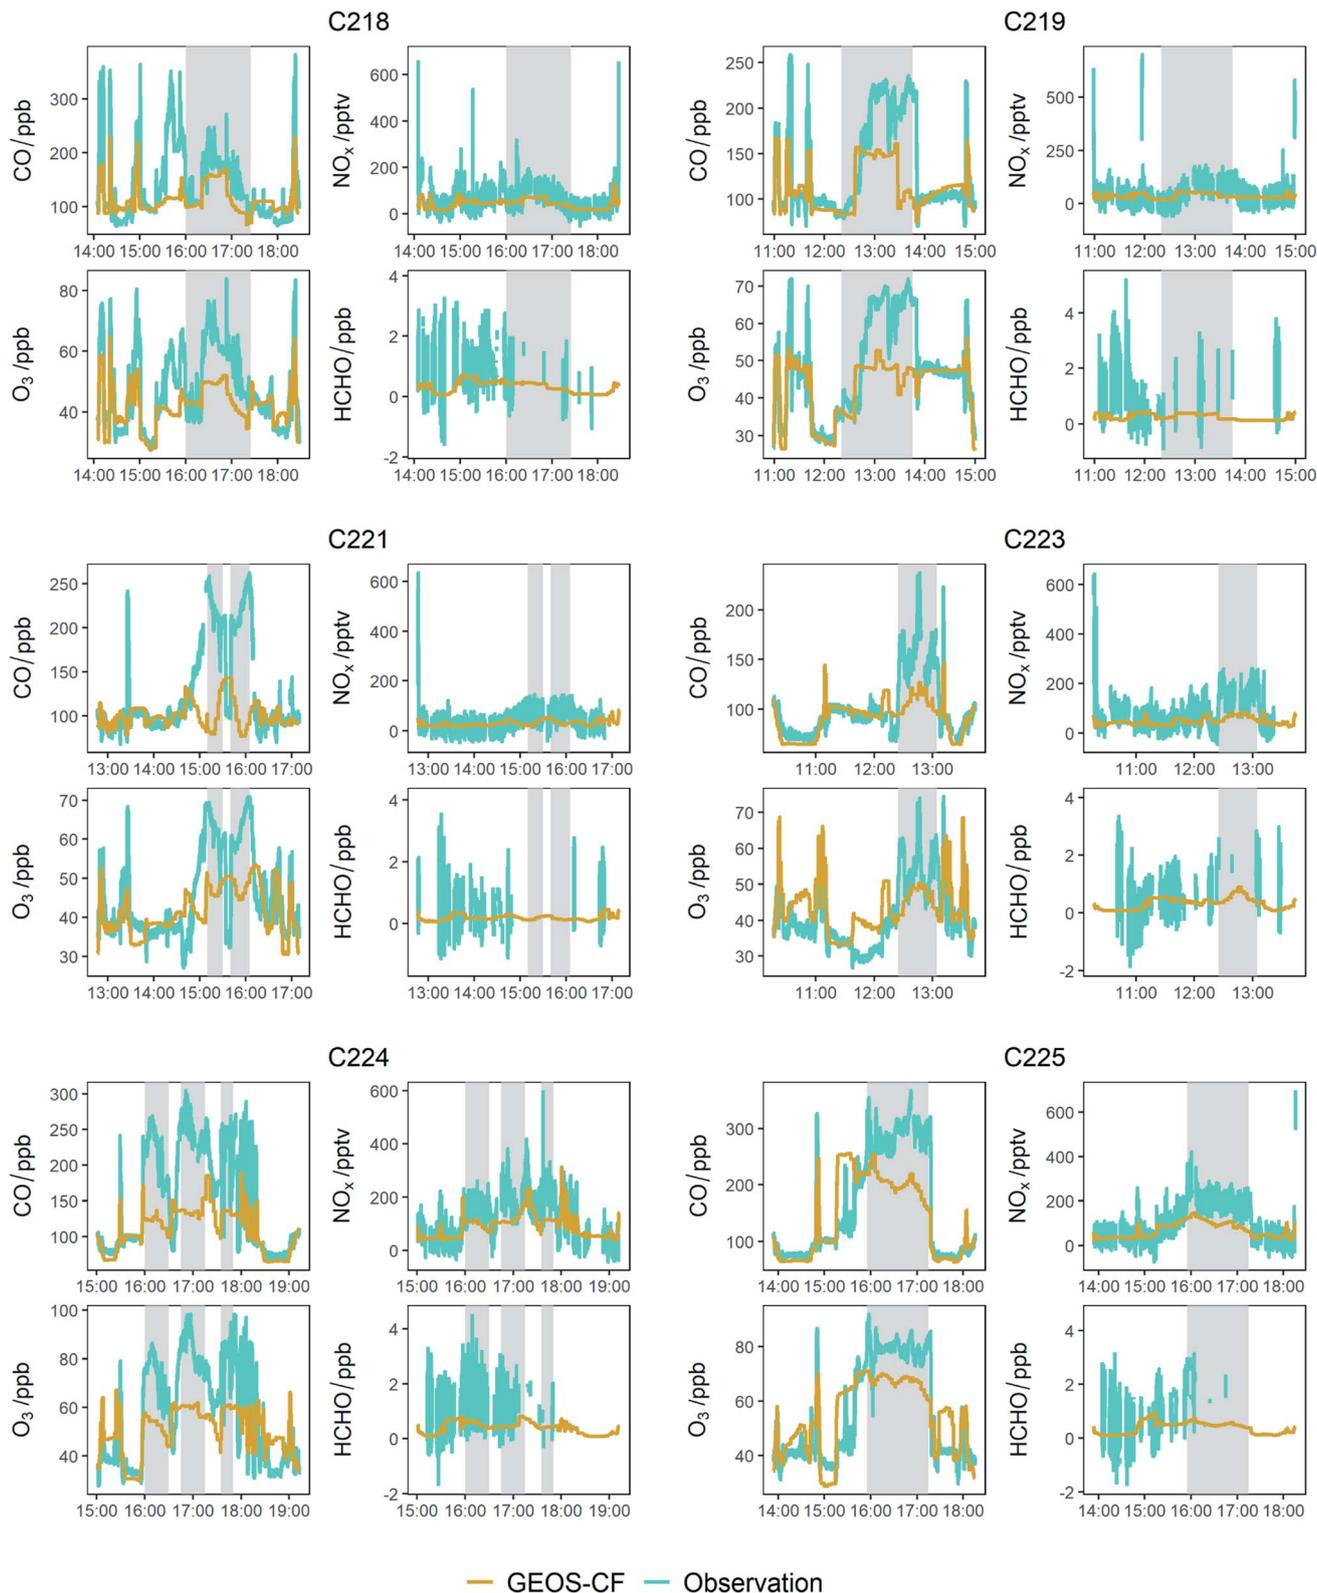 C218
C219
CO/ppb
300
200
100
14:00 15:00 16:00 17:00 18:00
NOx /pptv
600
400
200
0
14:00 15:00 16:00 17:00 18:00
CO/ppb
250
200
150
100
11:00 12:00 13:00 14:00 15:00
NOx /pptv
500
250
0
11:00 12:00 13:00 14:00 15:00
O3 /ppb
80
60
40
14:00 15:00 16:00 17:00 18:00
HCHO/ppb
4
2
0
-2
14:00 15:00 16:00 17:00 18:00
O3 /ppb
70
60
50
40
30
11:00 12:00 13:00 14:00 15:00
HCHO/ppb
4
2
0
11:00 12:00 13:00 14:00 15:00
C221
C223
CO/ppb
250
200
150
100
13:00 14:00 15:00 16:00 17:00
NOx /pptv
600
400
200
0
13:00 14:00 15:00 16:00 17:00
CO/ppb
200
150
100
11:00 12:00 13:00
NOx /pptv
600
400
200
0
11:00 12:00 13:00
O3 /ppb
70
60
50
40
30
13:00 14:00 15:00 16:00 17:00
HCHO/ppb
4
2
0
13:00 14:00 15:00 16:00 17:00
O3 /ppb
70
60
50
40
30
11:00 12:00 13:00
HCHO/ppb
4
2
0
-2
11:00 12:00 13:00
C224
C225
CO/ppb
300
250
200
150
100
15:00 16:00 17:00 18:00 19:00
NOx /pptv
600
400
200
0
15:00 16:00 17:00 18:00 19:00
CO/ppb
300
200
100
14:00 15:00 16:00 17:00 18:00
NOx /pptv
600
400
200
0
14:00 15:00 16:00 17:00 18:00
O3 /ppb
100
80
60
40
15:00 16:00 17:00 18:00 19:00
HCHO/ppb
4
2
0
-2
15:00 16:00 17:00 18:00 19:00
O3 /ppb
80
60
40
14:00 15:00 16:00 17:00 18:00
HCHO/ppb
4
2
0
-2
14:00 15:00 16:00 17:00 18:00
GEOS-CF Observation